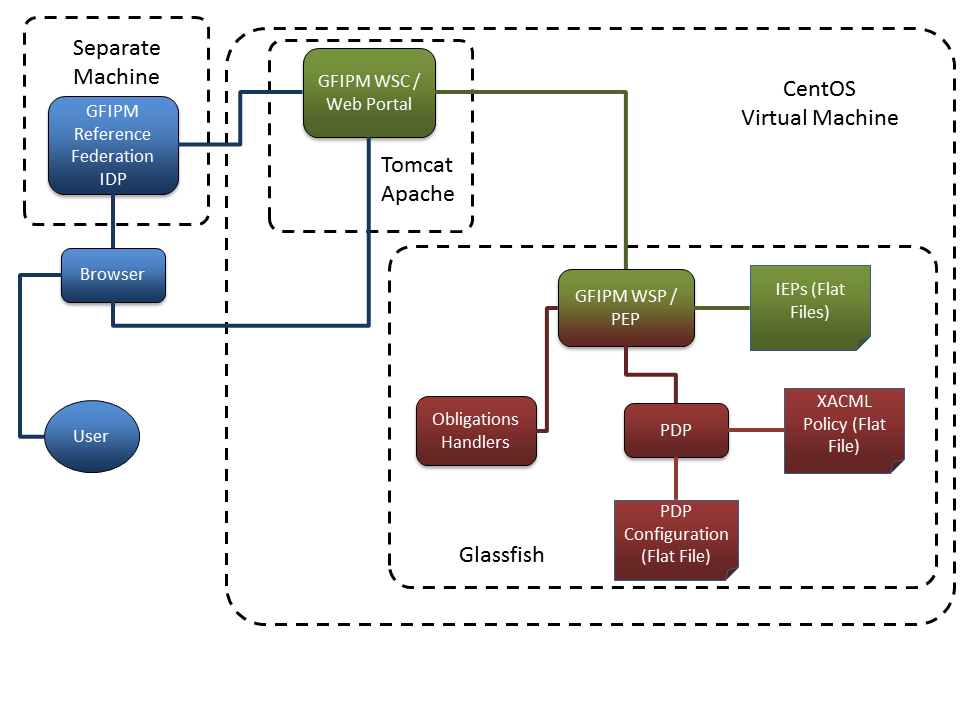 Separate
Machine
GFIPM
Reference
Federation
IDP
GFIPM WSC /
Web Portal
Tomcat
Apache
CentOS
Virtual Machine
Browser
User
GFIPM WSP /
PEP
IEPs (Flat
Files)
Obligations
Handlers
PDP
XACML
Policy (Flat
File)
PDP
Configuration
(Flat File)
Glassfish